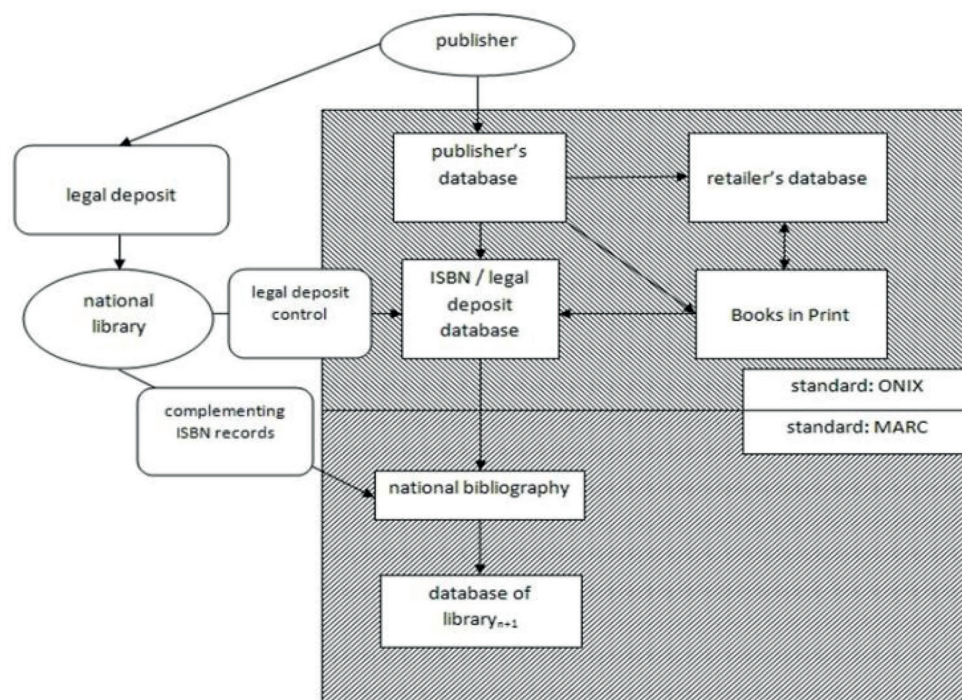 publisher
publisher's
database
retailer's database
legal deposit
ISBN / legal
deposit
database
legal deposit
control
national
library
Books in Print
standard: ONIX
standard: MARC
complementing
ISBN records
national bibliography
database of
libraryₙ₊₁